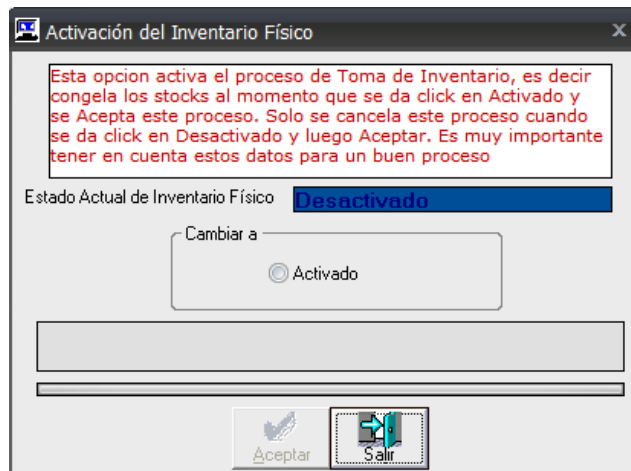 Activación del Inventario Físico
Esta opcion activa el proceso de Toma de Inventario, es decir
congela los stocks al momento que se da click en Activado y
se Acepta este proceso. Solo se cancela este proceso cuando
se da click en Desactivado y luego Aceptar. Es muy importante
tener en cuenta estos datos para un buen proceso
Estado Actual de Inventario Físico Desactivado
Cambiar a
Activado
Aceptar Salir